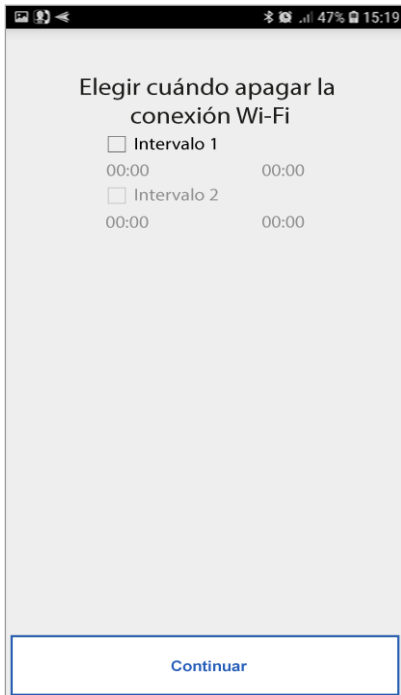 47% 15:19
Elegir cuándo apagar la
conexión Wi-Fi
Intervalo 1
00:00 00:00
Intervalo 2
00:00 00:00
Continuar